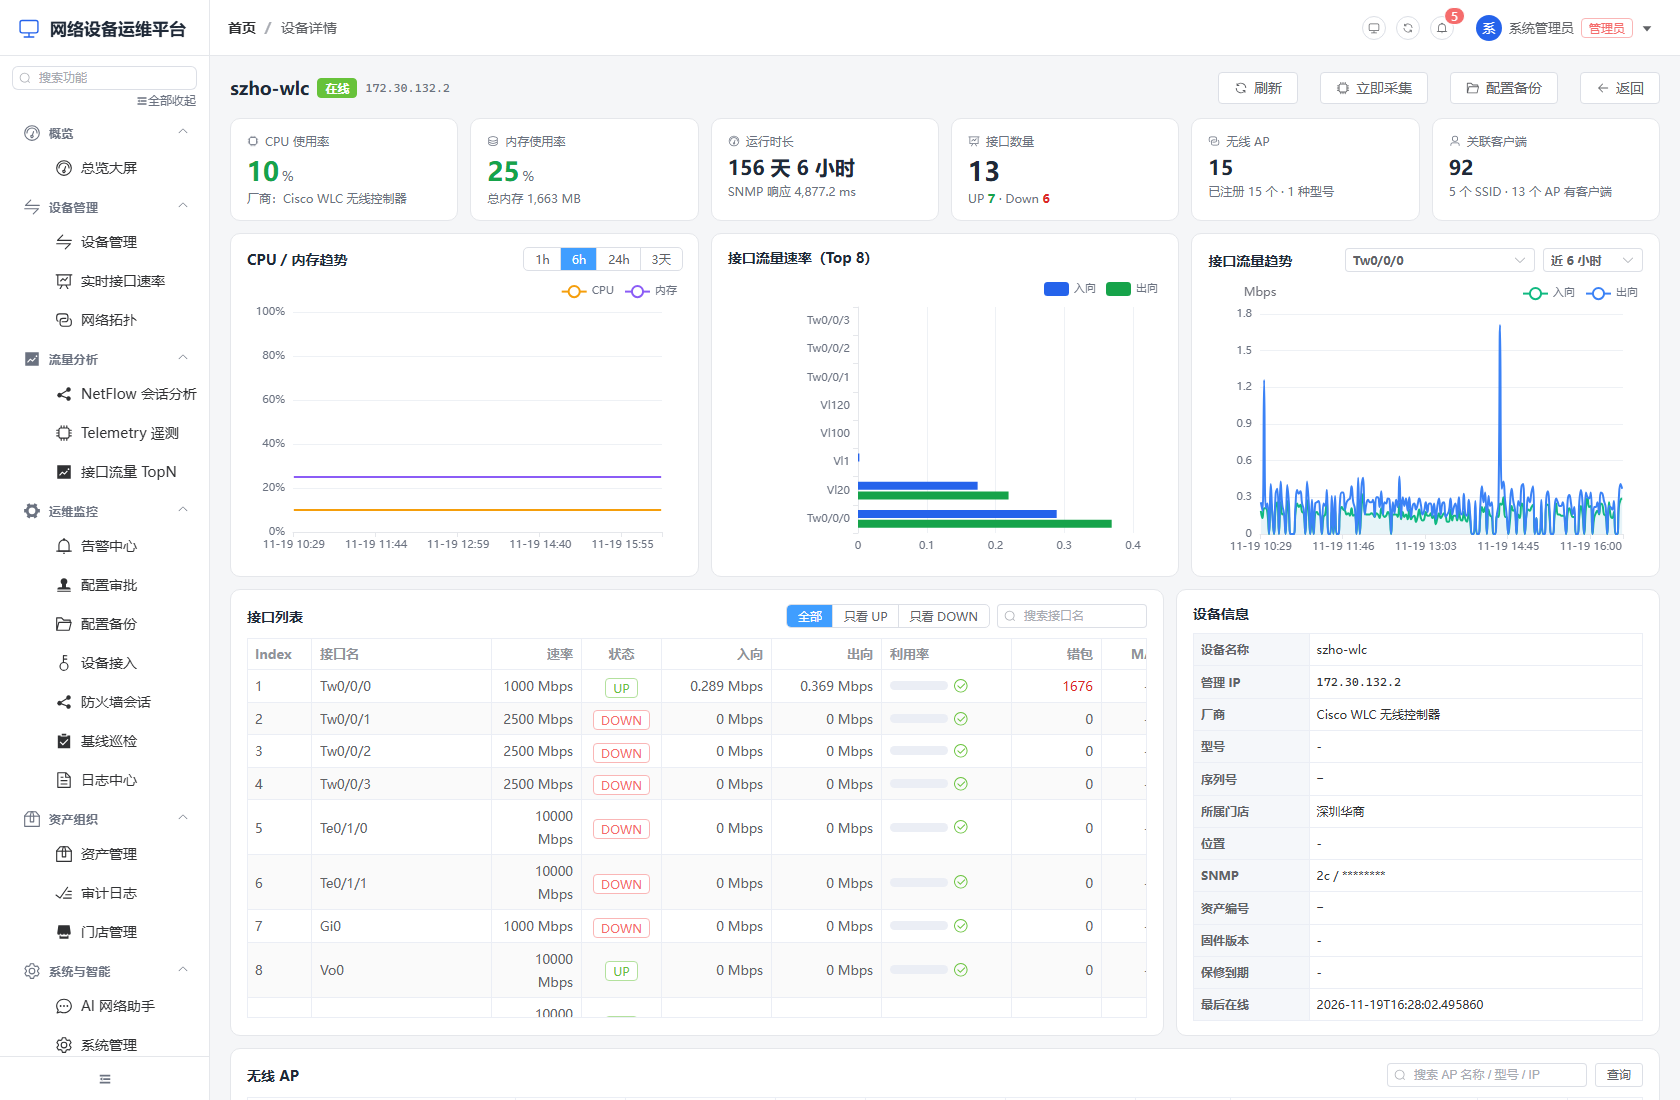 网络设备运维平台
首页 / 设备详情
5
系 系统管理员 管理员
搜索功能
全部收起
概览
总览大屏
设备管理
设备管理
实时接口速率
网络拓扑
流量分析
NetFlow 会话分析
Telemetry 遥测
接口流量 TopN
运维监控
告警中心
配置审批
配置备份
设备接入
防火墙会话
基线巡检
日志中心
资产组织
资产管理
审计日志
门店管理
系统与智能
AI 网络助手
系统管理
szho-wlc 在线 172.30.132.2
刷新 立即采集 配置备份 返回
CPU 使用率
10 %
厂商：Cisco WLC 无线控制器
内存使用率
25 %
总内存 1,663 MB
运行时长
156 天 6 小时
SNMP 响应 4,877.2 ms
接口数量
13
UP 7 · Down 6
无线 AP
15
已注册 15 个 · 1 种型号
关联客户端
92
5 个 SSID · 13 个 AP 有客户端
CPU / 内存趋势
1h 6h 24h 3天
CPU 内存
100%
80%
60%
40%
20%
0%
11-19 10:29 11-19 11:44 11-19 12:59 11-19 14:40 11-19 15:55
接口流量速率（Top 8）
入向 出向
Tw0/0/3
Tw0/0/2
Tw0/0/1
Vl120
Vl100
Vl1
Vl20
Tw0/0/0
0 0.1 0.2 0.3 0.4
接口流量趋势
Tw0/0/0 近 6 小时
Mbps
入向 出向
1.8
1.5
1.2
0.9
0.6
0.3
0
11-19 10:29 11-19 11:46 11-19 13:03 11-19 14:45 11-19 16:00
接口列表
全部 只看 UP 只看 DOWN 搜索接口名
Index 接口名 速率 状态 入向 出向 利用率 错包
1 Tw0/0/0 1000 Mbps UP 0.289 Mbps 0.369 Mbps 1676
2 Tw0/0/1 2500 Mbps DOWN 0 Mbps 0 Mbps 0
3 Tw0/0/2 2500 Mbps DOWN 0 Mbps 0 Mbps 0
4 Tw0/0/3 2500 Mbps DOWN 0 Mbps 0 Mbps 0
5 Te0/1/0 10000 Mbps DOWN 0 Mbps 0 Mbps 0
6 Te0/1/1 10000 Mbps DOWN 0 Mbps 0 Mbps 0
7 Gi0 1000 Mbps DOWN 0 Mbps 0 Mbps 0
8 Vo0 10000 Mbps UP 0 Mbps 0 Mbps 0
10000
设备信息
设备名称 szho-wlc
管理 IP 172.30.132.2
厂商 Cisco WLC 无线控制器
型号 -
序列号 -
所属门店 深圳华商
位置 -
SNMP 2c / ********
资产编号 -
固件版本 -
保修到期 -
最后在线 2026-11-19T16:28:02.495860
无线 AP
搜索 AP 名称 / 型号 / IP 查询